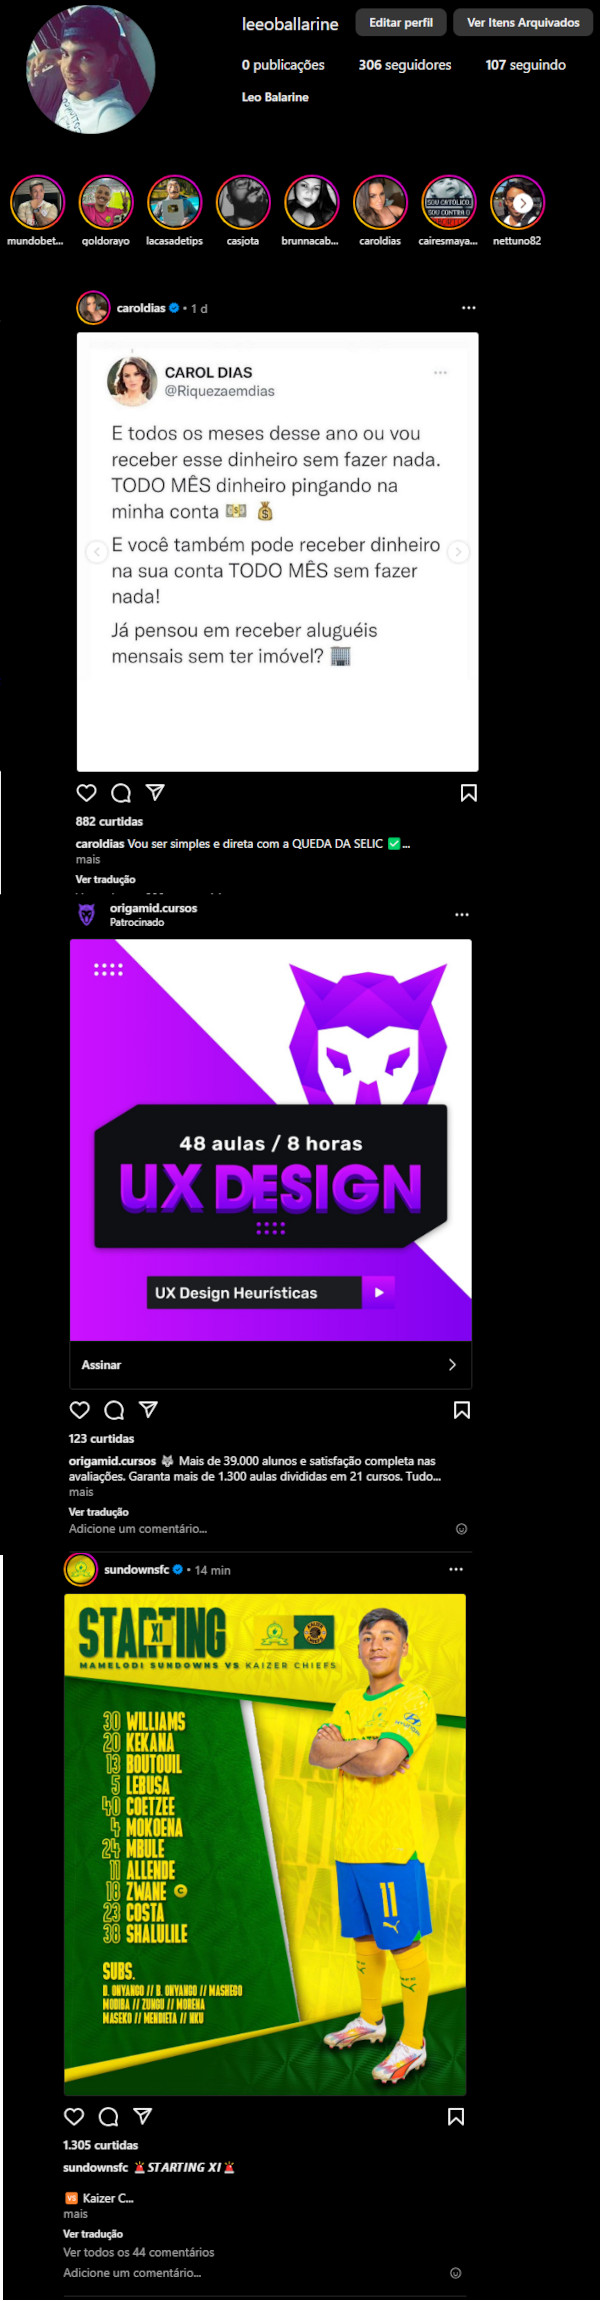 leeoballarine Editar perfil Ver Itens Arquivados
0 publicações 306 seguidores 107 seguindo
Leo Balarine
SOU CATÓLICO,
SOU CONTRA O
mundobet... qoldorayo lacasadetips casjota brunnacab... caroldias cairesmaya... nettuno82
caroldias • 1 d
CAROL DIAS
@Riquezaemdias
E todos os meses desse ano ou vou
receber esse dinheiro sem fazer nada.
TODO MÊS dinheiro pingando na
minha conta 💵 💰
E você também pode receber dinheiro
na sua conta TODO MÊS sem fazer
nada!
Já pensou em receber aluguéis
mensais sem ter imóvel? 🏢
882 curtidas
caroldias Vou ser simples e direta com a QUEDA DA SELIC ✅...
mais
Ver tradução
origamid.cursos
Patrocinado
48 aulas / 8 horas
UX DESIGN
UX Design Heurísticas
Assinar
123 curtidas
origamid.cursos 🐺 Mais de 39.000 alunos e satisfação completa nas
avaliações. Garanta mais de 1.300 aulas divididas em 21 cursos. Tudo...
mais
Ver tradução
Adicione um comentário...
sundownsfc • 14 min
STARTING XI
MAMELODI SUNDOWNS VS KAIZER CHIEFS
HYUNDAI
30 WILLIAMS
20 KEKANA
13 BOUTOUIL
5 LEBUSA
40 COETZEE
4 MOKOENA
24 MBULE
11 ALLENDE
18 ZWANE C
23 COSTA
38 SHALULILE
11
SUBS.
D. ONYANGO // B. ONYANGO // MASHEGO
MODIBA // ZUNGU // MORENA
MASEKO // MENDIETA // NKU
1.305 curtidas
sundownsfc 🚨STARTING XI🚨
🆚 Kaizer C...
mais
Ver tradução
Ver todos os 44 comentários
Adicione um comentário...